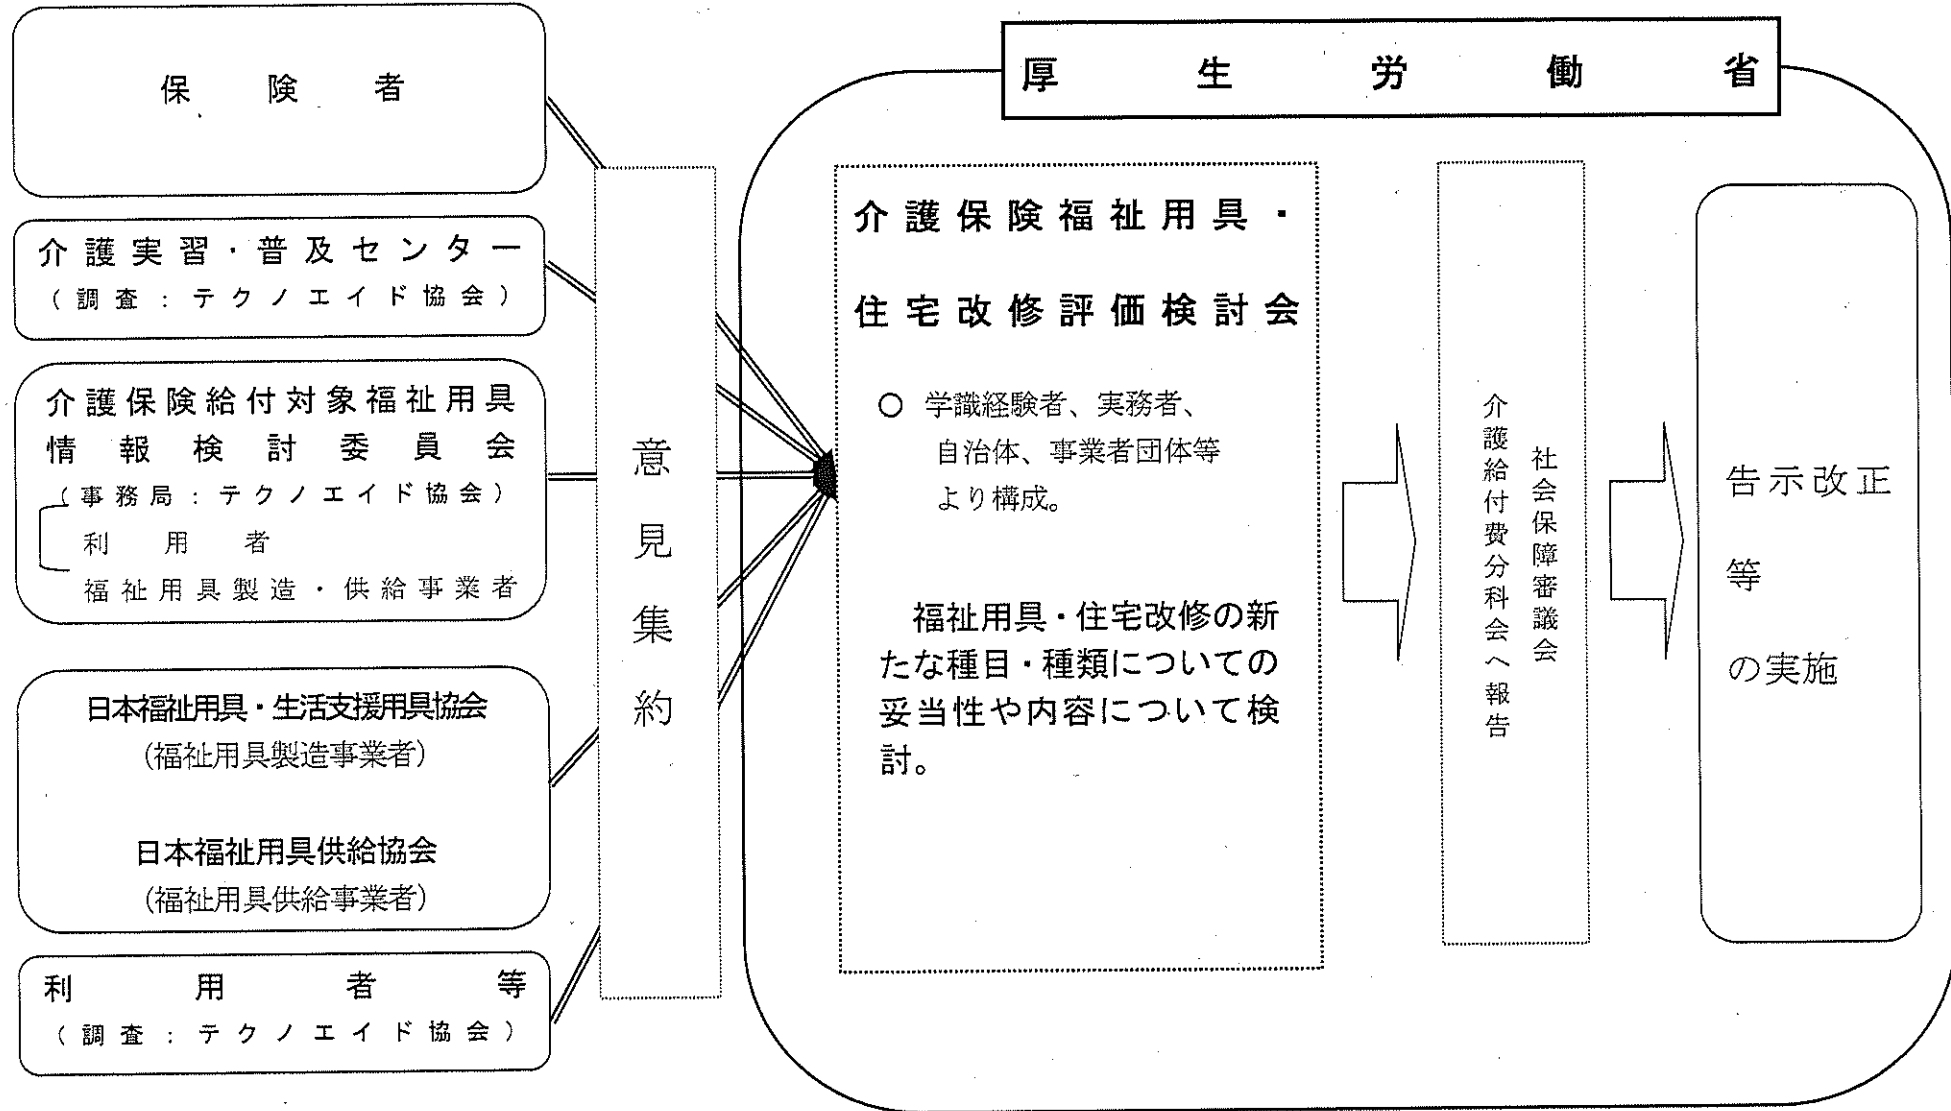 保険者
介護実習・普及センター
（調査：テクノエイド協会）
介護保険給付対象福祉用具
情報検討委員会
（事務局：テクノエイド協会）
利用者
福祉用具製造・供給事業者
日本福祉用具・生活支援用具協会
（福祉用具製造事業者）
日本福祉用具供給協会
（福祉用具供給事業者）
利用者等
（調査：テクノエイド協会）
意見集約
厚生労働省
介護保険福祉用具・
住宅改修評価検討会
○ 学識経験者、実務者、
自治体、事業者団体等
より構成。
福祉用具・住宅改修の新
たな種目・種類についての
妥当性や内容について検
討。
社会保障審議会
介護給付費分科会へ報告
告示改正
等
の実施